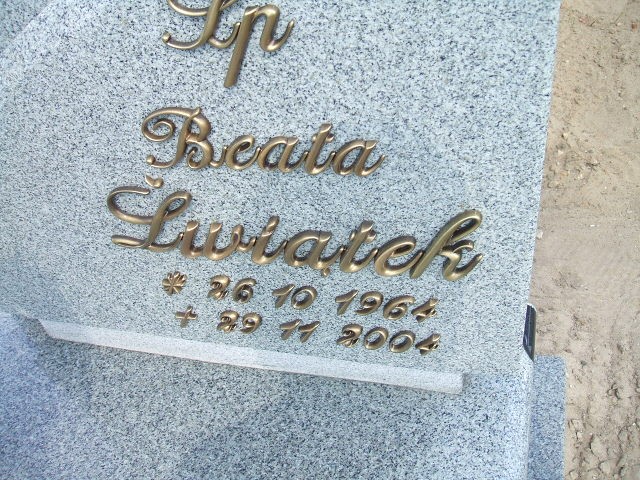 Śp
Beata
Świątek
* 26 10 1964
+ 29 11 2004